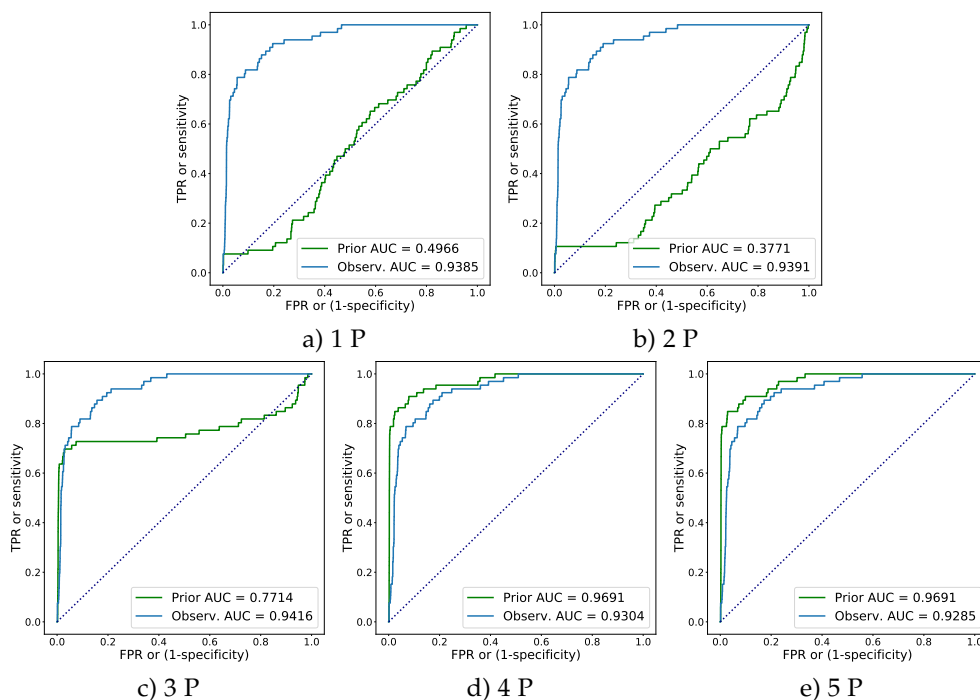 1.0
0.8
0.6
0.4
0.2
0.0
TPR or sensitivity
Prior AUC = 0.4966
Observ. AUC = 0.9385
0.0 0.2 0.4 0.6 0.8 1.0
FPR or (1-specificity)
a) 1 P
1.0
0.8
0.6
0.4
0.2
0.0
TPR or sensitivity
Prior AUC = 0.3771
Observ. AUC = 0.9391
0.0 0.2 0.4 0.6 0.8 1.0
FPR or (1-specificity)
b) 2 P
1.0
0.8
0.6
0.4
0.2
0.0
TPR or sensitivity
Prior AUC = 0.7714
Observ. AUC = 0.9416
0.0 0.2 0.4 0.6 0.8 1.0
FPR or (1-specificity)
c) 3 P
1.0
0.8
0.6
0.4
0.2
0.0
TPR or sensitivity
Prior AUC = 0.9691
Observ. AUC = 0.9304
0.0 0.2 0.4 0.6 0.8 1.0
FPR or (1-specificity)
d) 4 P
1.0
0.8
0.6
0.4
0.2
0.0
TPR or sensitivity
Prior AUC = 0.9691
Observ. AUC = 0.9285
0.0 0.2 0.4 0.6 0.8 1.0
FPR or (1-specificity)
e) 5 P